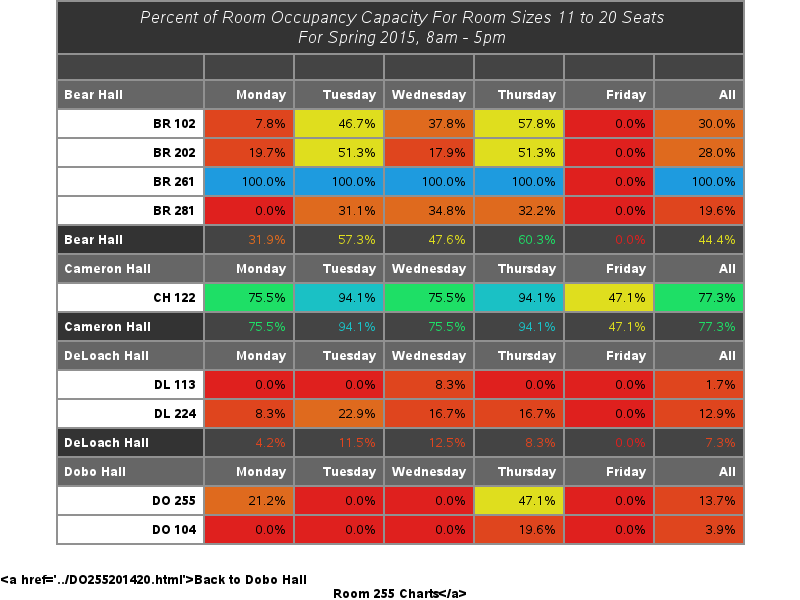 Percent of Room Occupancy Capacity For Room Sizes 11 to 20 Seats
For Spring 2015, 8am - 5pm
Bear Hall Monday Tuesday Wednesday Thursday Friday All
BR 102 7.8% 46.7% 37.8% 57.8% 0.0% 30.0%
BR 202 19.7% 51.3% 17.9% 51.3% 0.0% 28.0%
BR 261 100.0% 100.0% 100.0% 100.0% 0.0% 100.0%
BR 281 0.0% 31.1% 34.8% 32.2% 0.0% 19.6%
Bear Hall 31.9% 57.3% 47.6% 60.3% 0.0% 44.4%
Cameron Hall Monday Tuesday Wednesday Thursday Friday All
CH 122 75.5% 94.1% 75.5% 94.1% 47.1% 77.3%
Cameron Hall 75.5% 94.1% 75.5% 94.1% 47.1% 77.3%
DeLoach Hall Monday Tuesday Wednesday Thursday Friday All
DL 113 0.0% 0.0% 8.3% 0.0% 0.0% 1.7%
DL 224 8.3% 22.9% 16.7% 16.7% 0.0% 12.9%
DeLoach Hall 4.2% 11.5% 12.5% 8.3% 0.0% 7.3%
Dobo Hall Monday Tuesday Wednesday Thursday Friday All
DO 255 21.2% 0.0% 0.0% 47.1% 0.0% 13.7%
DO 104 0.0% 0.0% 0.0% 19.6% 0.0% 3.9%
<a href='../DO255201420.html'>Back to Dobo Hall
Room 255 Charts</a>